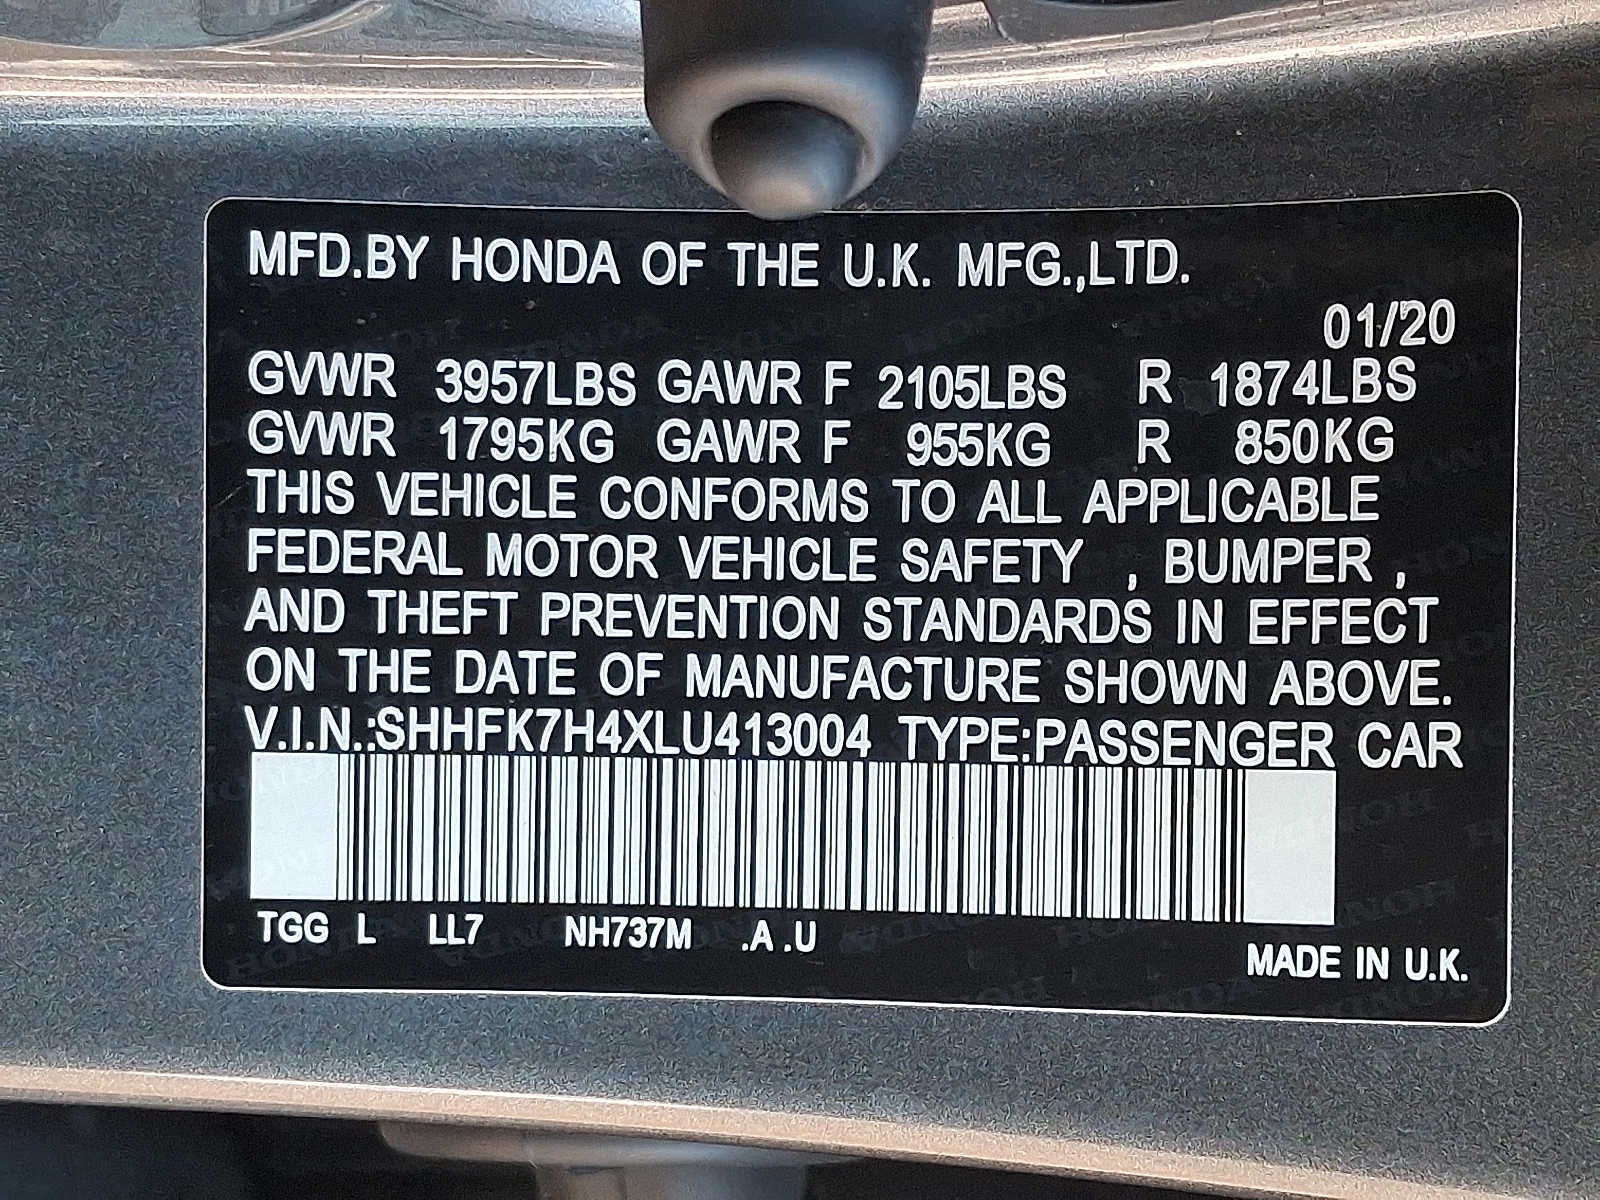 MFD.BY HONDA OF THE U.K. MFG.,LTD.
01/20
GVWR 3957LBS GAWR F 2105LBS R 1874LBS
GVWR 1795KG GAWR F 955KG R 850KG
THIS VEHICLE CONFORMS TO ALL APPLICABLE
FEDERAL MOTOR VEHICLE SAFETY , BUMPER ,
AND THEFT PREVENTION STANDARDS IN EFFECT
ON THE DATE OF MANUFACTURE SHOWN ABOVE.
V.I.N.:SHHFK7H4XLU413004 TYPE:PASSENGER CAR
TGG L LL7 NH737M .A .U
MADE IN U.K.